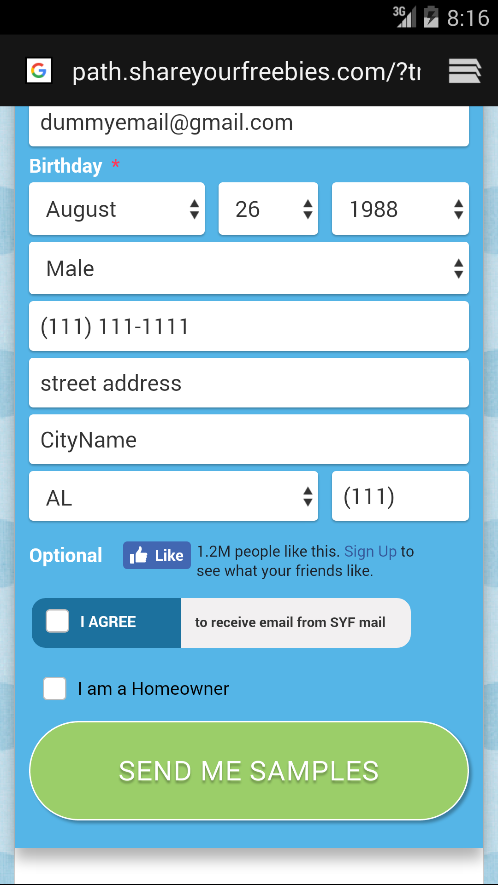 3G 8:16
G path.shareyourfreebies.com/?tr
dummyemail@gmail.com
Birthday *
August 26 1988
Male
(111) 111-1111
street address
CityName
AL (111)
Optional Like 1.2M people like this. Sign Up to
see what your friends like.
I AGREE to receive email from SYF mail
I am a Homeowner
SEND ME SAMPLES